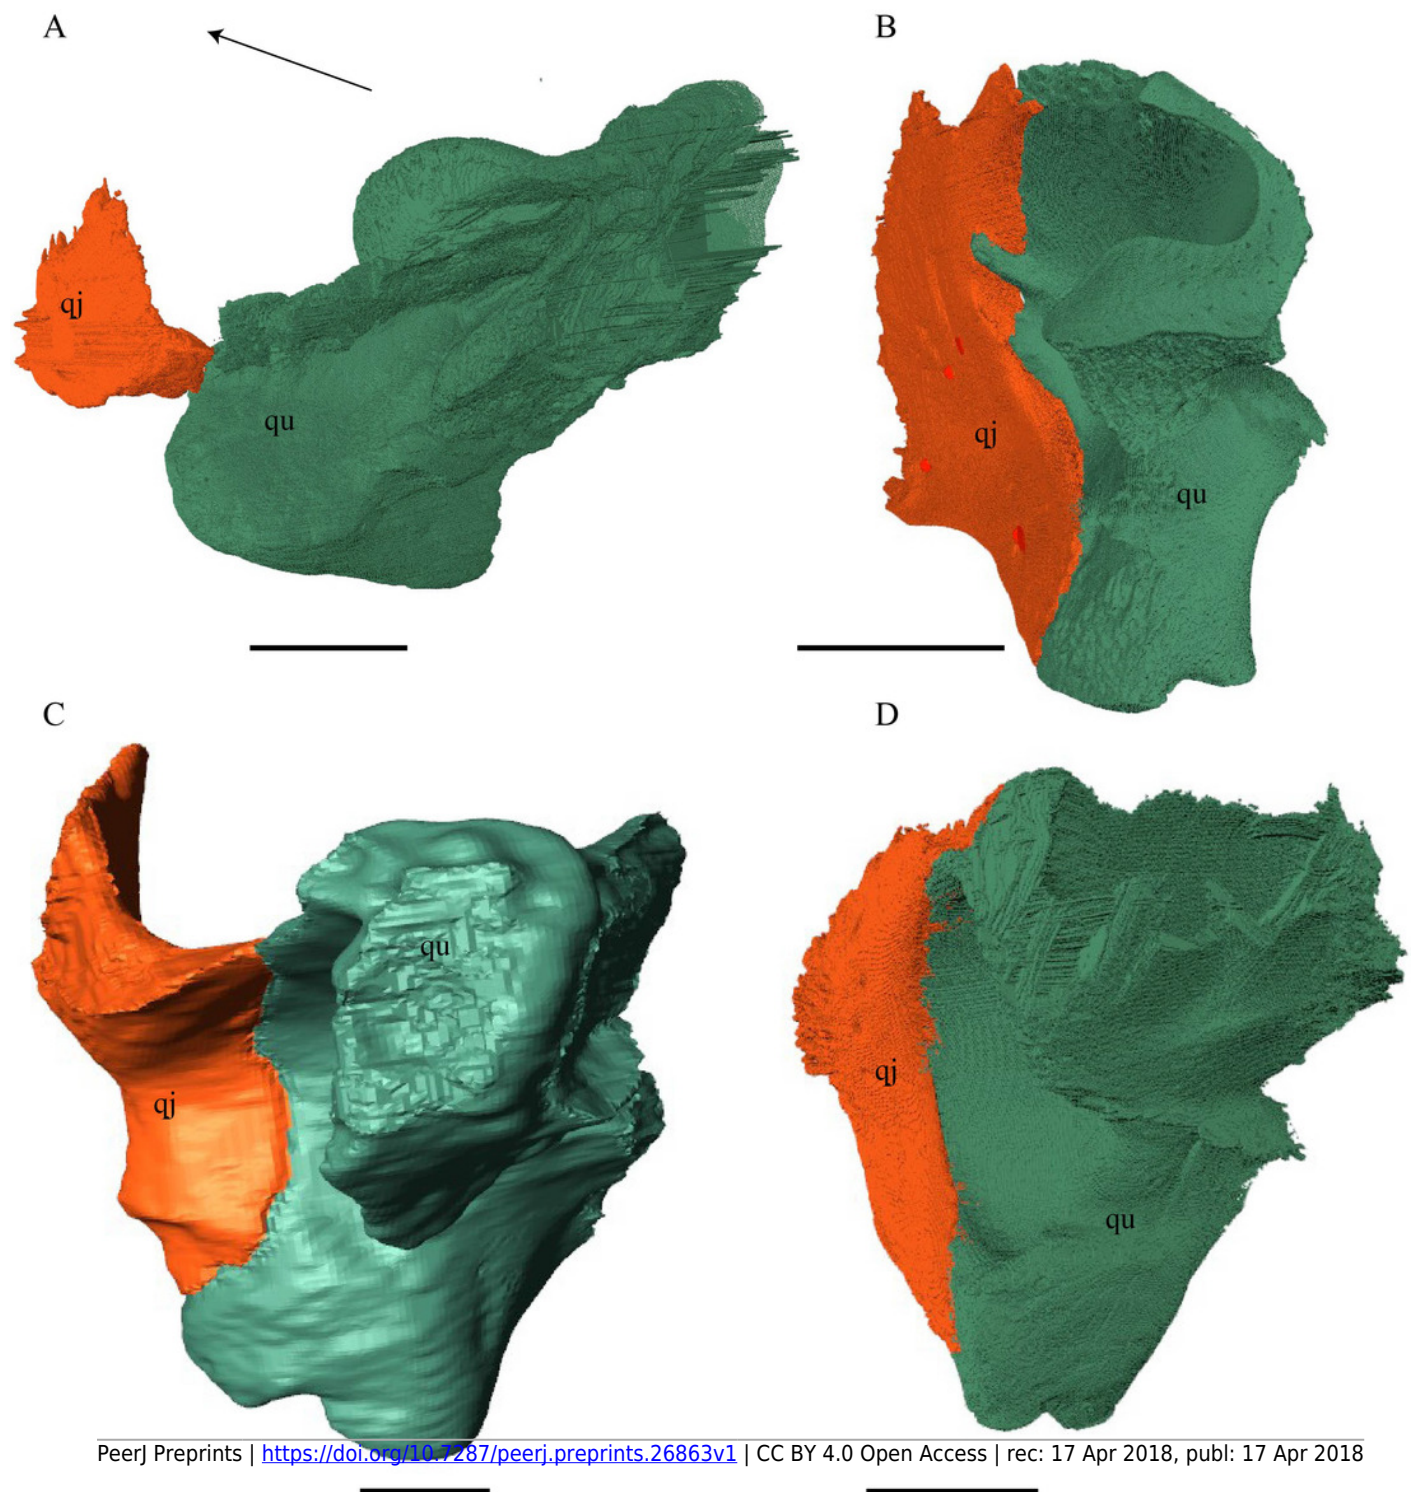 A
B
qj
qu
qj
qu
C
D
qu
qj
qj
qu
PeerJ Preprints | https://doi.org/10.7287/peerj.preprints.26863v1 | CC BY 4.0 Open Access | rec: 17 Apr 2018, publ: 17 Apr 2018